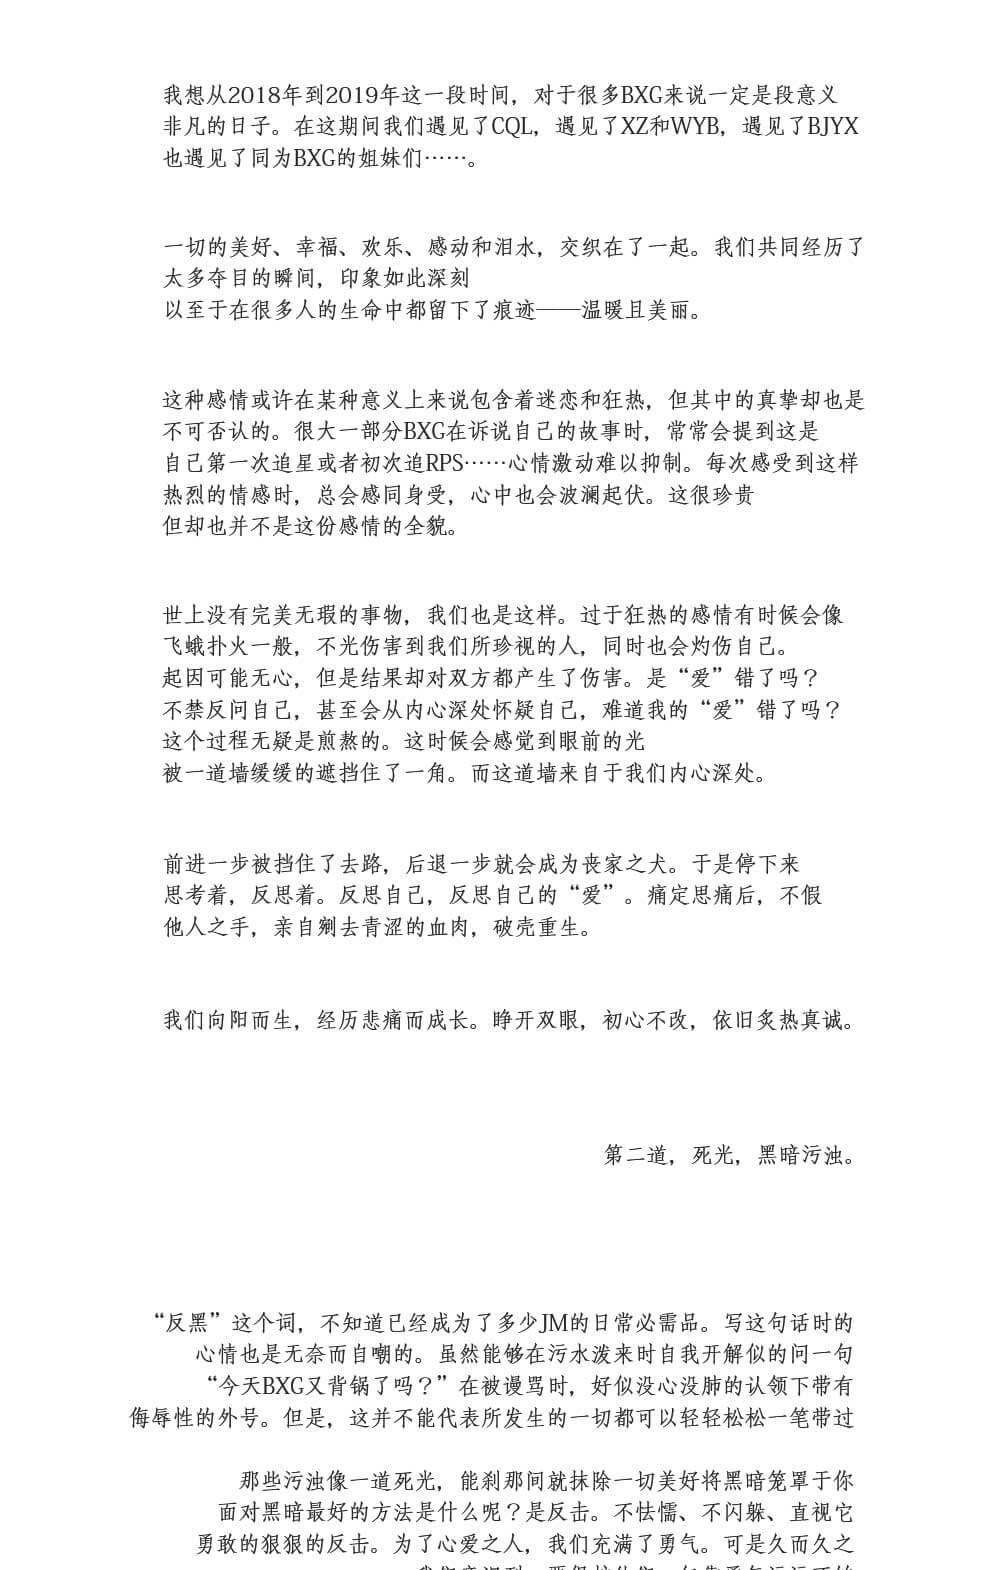 我想从2018年到2019年这一段时间，对于很多BXG来说一定是段意义
非凡的日子。在这期间我们遇见了CQL，遇见了XZ和WYB，遇见了BJYX
也遇见了同为BXG的姐妹们……。
一切的美好、幸福、欢乐、感动和泪水，交织在了一起。我们共同经历了
太多夺目的瞬间，印象如此深刻
以至于在很多人的生命中都留下了痕迹——温暖且美丽。
这种感情或许在某种意义上来说包含着迷恋和狂热，但其中的真挚却也是
不可否认的。很大一部分BXG在诉说自己的故事时，常常会提到这是
自己第一次追星或者初次追RPS……心情激动难以抑制。每次感受到这样
热烈的情感时，总会感同身受，心中也会波澜起伏。这很珍贵
但却也并不是这份感情的全貌。
世上没有完美无瑕的事物，我们也是这样。过于狂热的感情有时候会像
飞蛾扑火一般，不光伤害到我们所珍视的人，同时也会灼伤自己。
起因可能无心，但是结果却对双方都产生了伤害。是“爱”错了吗？
不禁反问自己，甚至会从内心深处怀疑自己，难道我的“爱”错了吗？
这个过程无疑是煎熬的。这时候会感觉到眼前的光
被一道墙缓缓的遮挡住了一角。而这道墙来自于我们内心深处。
前进一步被挡住了去路，后退一步就会成为丧家之犬。于是停下来
思考着，反思着。反思自己，反思自己的“爱”。痛定思痛后，不假
他人之手，亲自剜去青涩的血肉，破壳重生。
我们向阳而生，经历悲痛而成长。睁开双眼，初心不改，依旧炙热真诚。
第二道，死光，黑暗污浊。
“反黑”这个词，不知道已经成为了多少JM的日常必需品。写这句话时的
心情也是无奈而自嘲的。虽然能够在污水泼来时自我开解似的问一句
“今天BXG又背锅了吗？”在被谩骂时，好似没心没肺的认领下带有
侮辱性的外号。但是，这并不能代表所发生的一切都可以轻轻松松一笔带过
那些污浊像一道死光，能刹那间就抹除一切美好将黑暗笼罩于你
面对黑暗最好的方法是什么呢？是反击。不怯懦、不闪躲、直视它
勇敢的狠狠的反击。为了心爱之人，我们充满了勇气。可是久而久之